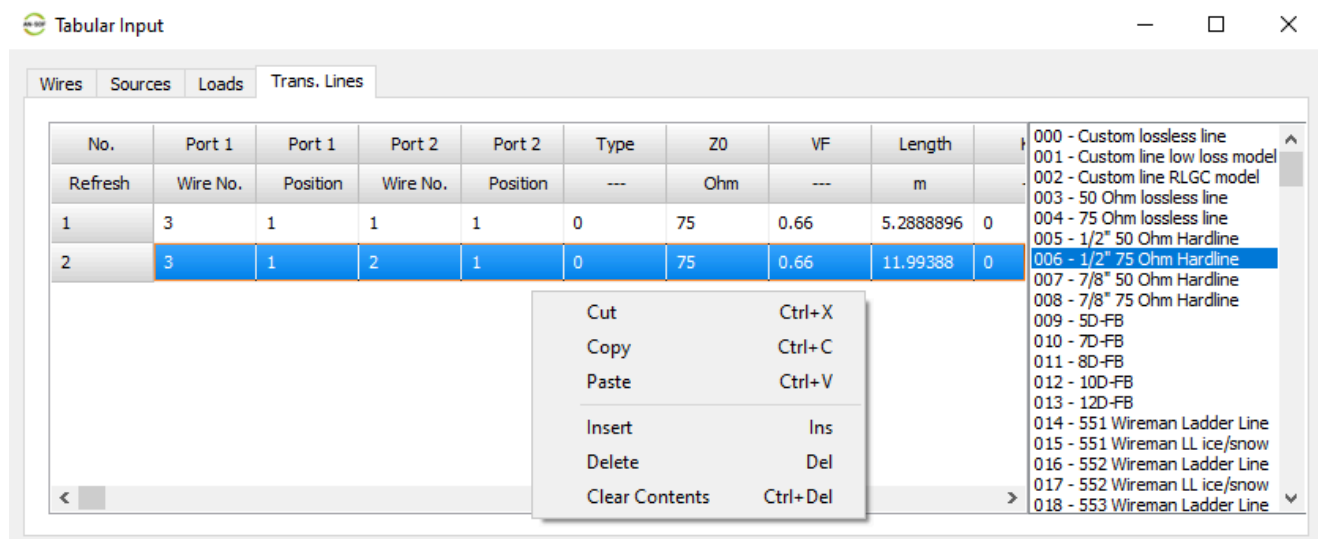 AN-SOF
Tabular Input
Wires Sources Loads Trans. Lines
No. Port 1 Port 1 Port 2 Port 2 Type Z0 VF Length
Refresh Wire No. Position Wire No. Position --- Ohm --- m
1 3 1 1 1 0 75 0.66 5.2888896 0
2 3 1 2 1 0 75 0.66 11.99388 0
Cut Ctrl+X
Copy Ctrl+C
Paste Ctrl+V
Insert Ins
Delete Del
Clear Contents Ctrl+Del
000 - Custom lossless line
001 - Custom line low loss model
002 - Custom line RLGC model
003 - 50 Ohm lossless line
004 - 75 Ohm lossless line
005 - 1/2" 50 Ohm Hardline
006 - 1/2" 75 Ohm Hardline
007 - 7/8" 50 Ohm Hardline
008 - 7/8" 75 Ohm Hardline
009 - 5D-FB
010 - 7D-FB
011 - 8D-FB
012 - 10D-FB
013 - 12D-FB
014 - 551 Wireman Ladder Line
015 - 551 Wireman LL ice/snow
016 - 552 Wireman Ladder Line
017 - 552 Wireman LL ice/snow
018 - 553 Wireman Ladder Line